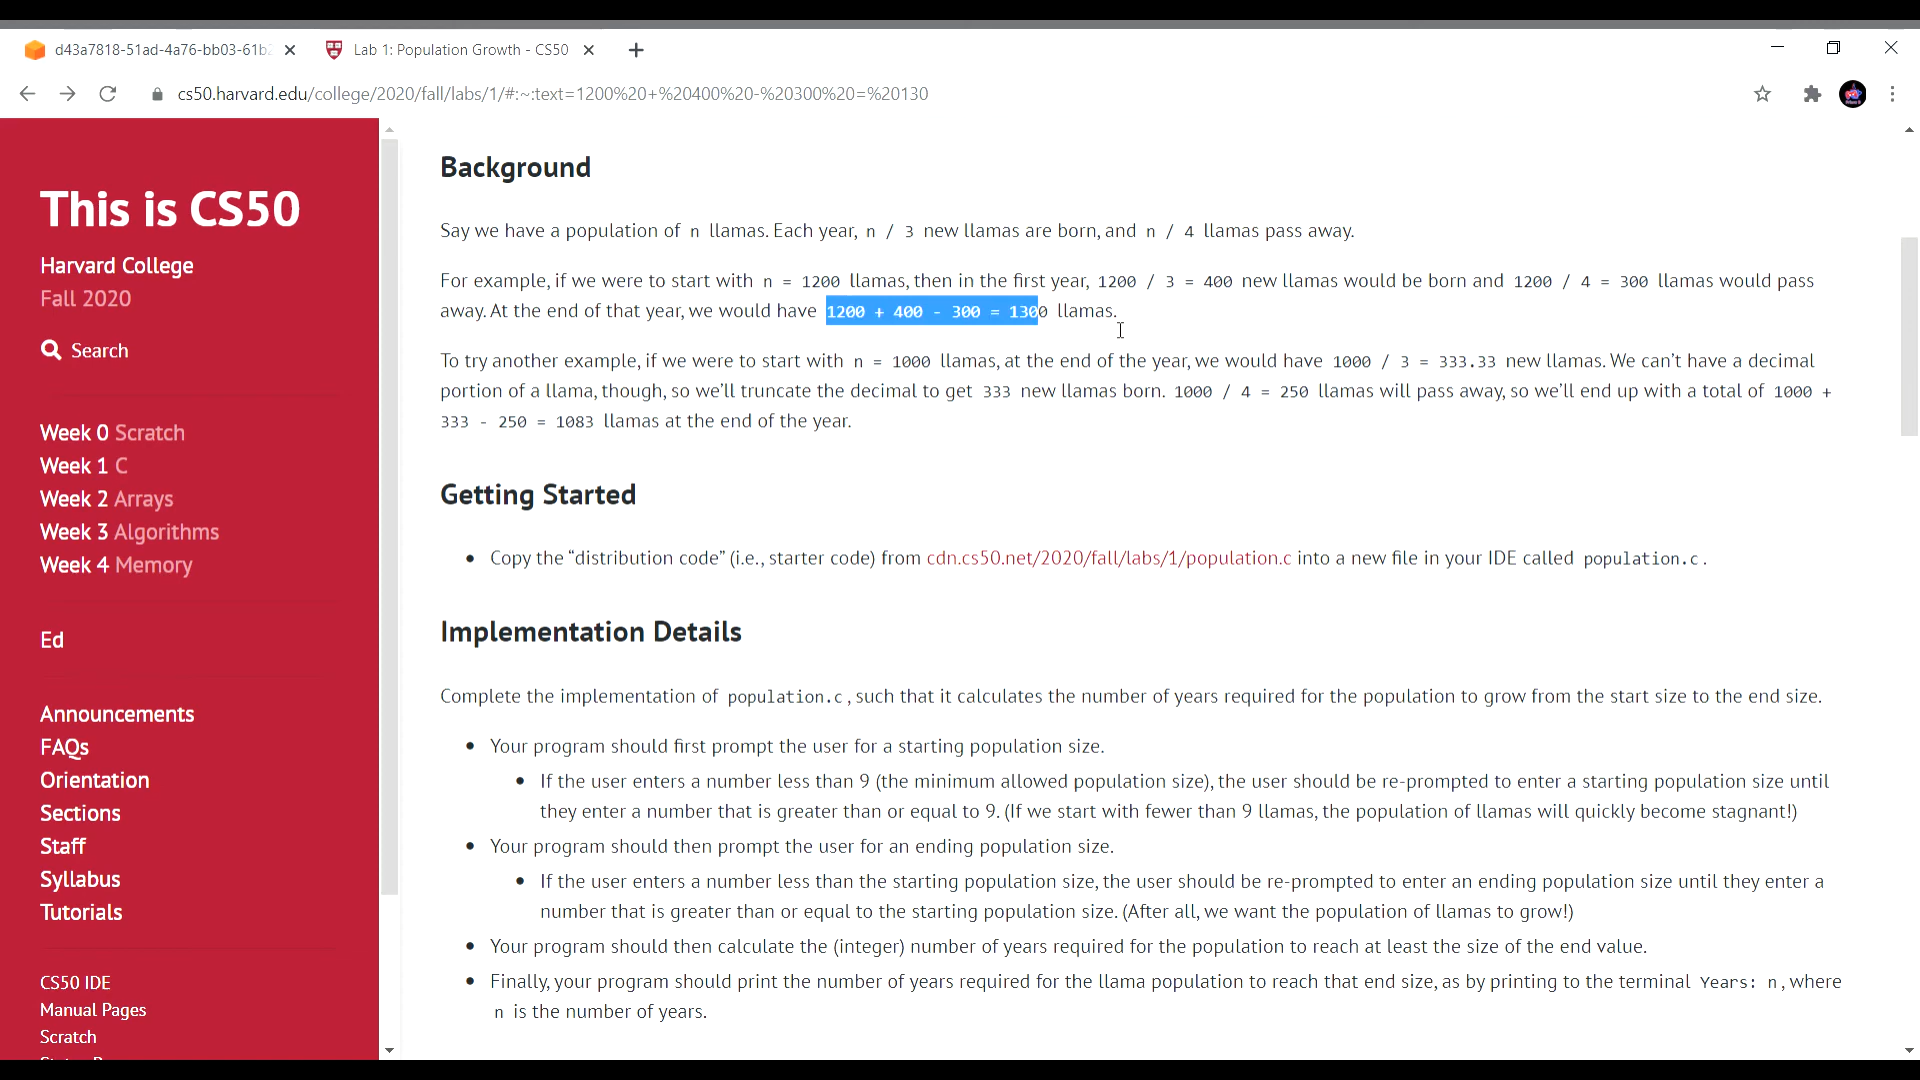 d43a7818-51ad-4a76-bb03-61b
Lab 1: Population Growth - CS50
cs50.harvard.edu/college/2020/fall/labs/1/#:~:text=1200%20+%20400%20-%20300%20=%20130
This is CS50
Harvard College
Fall 2020
Search
Week 0 Scratch
Week 1 C
Week 2 Arrays
Week 3 Algorithms
Week 4 Memory
Ed
Announcements
FAQs
Orientation
Sections
Staff
Syllabus
Tutorials
CS50 IDE
Manual Pages
Scratch
Background
Say we have a population of n llamas. Each year, n / 3 new llamas are born, and n / 4 llamas pass away.
For example, if we were to start with n = 1200 llamas, then in the first year, 1200 / 3 = 400 new llamas would be born and 1200 / 4 = 300 llamas would pass
away. At the end of that year, we would have 1200 + 400 - 300 = 1300 llamas.
To try another example, if we were to start with n = 1000 llamas, at the end of the year, we would have 1000 / 3 = 333.33 new llamas. We can’t have a decimal
portion of a llama, though, so we’ll truncate the decimal to get 333 new llamas born. 1000 / 4 = 250 llamas will pass away, so we’ll end up with a total of 1000 +
333 - 250 = 1083 llamas at the end of the year.
Getting Started
• Copy the “distribution code” (i.e., starter code) from cdn.cs50.net/2020/fall/labs/1/population.c into a new file in your IDE called population.c.
Implementation Details
Complete the implementation of population.c, such that it calculates the number of years required for the population to grow from the start size to the end size.
• Your program should first prompt the user for a starting population size.
• If the user enters a number less than 9 (the minimum allowed population size), the user should be re-prompted to enter a starting population size until
they enter a number that is greater than or equal to 9. (If we start with fewer than 9 llamas, the population of llamas will quickly become stagnant!)
• Your program should then prompt the user for an ending population size.
• If the user enters a number less than the starting population size, the user should be re-prompted to enter an ending population size until they enter a
number that is greater than or equal to the starting population size. (After all, we want the population of llamas to grow!)
• Your program should then calculate the (integer) number of years required for the population to reach at least the size of the end value.
• Finally, your program should print the number of years required for the llama population to reach that end size, as by printing to the terminal Years: n, where
n is the number of years.